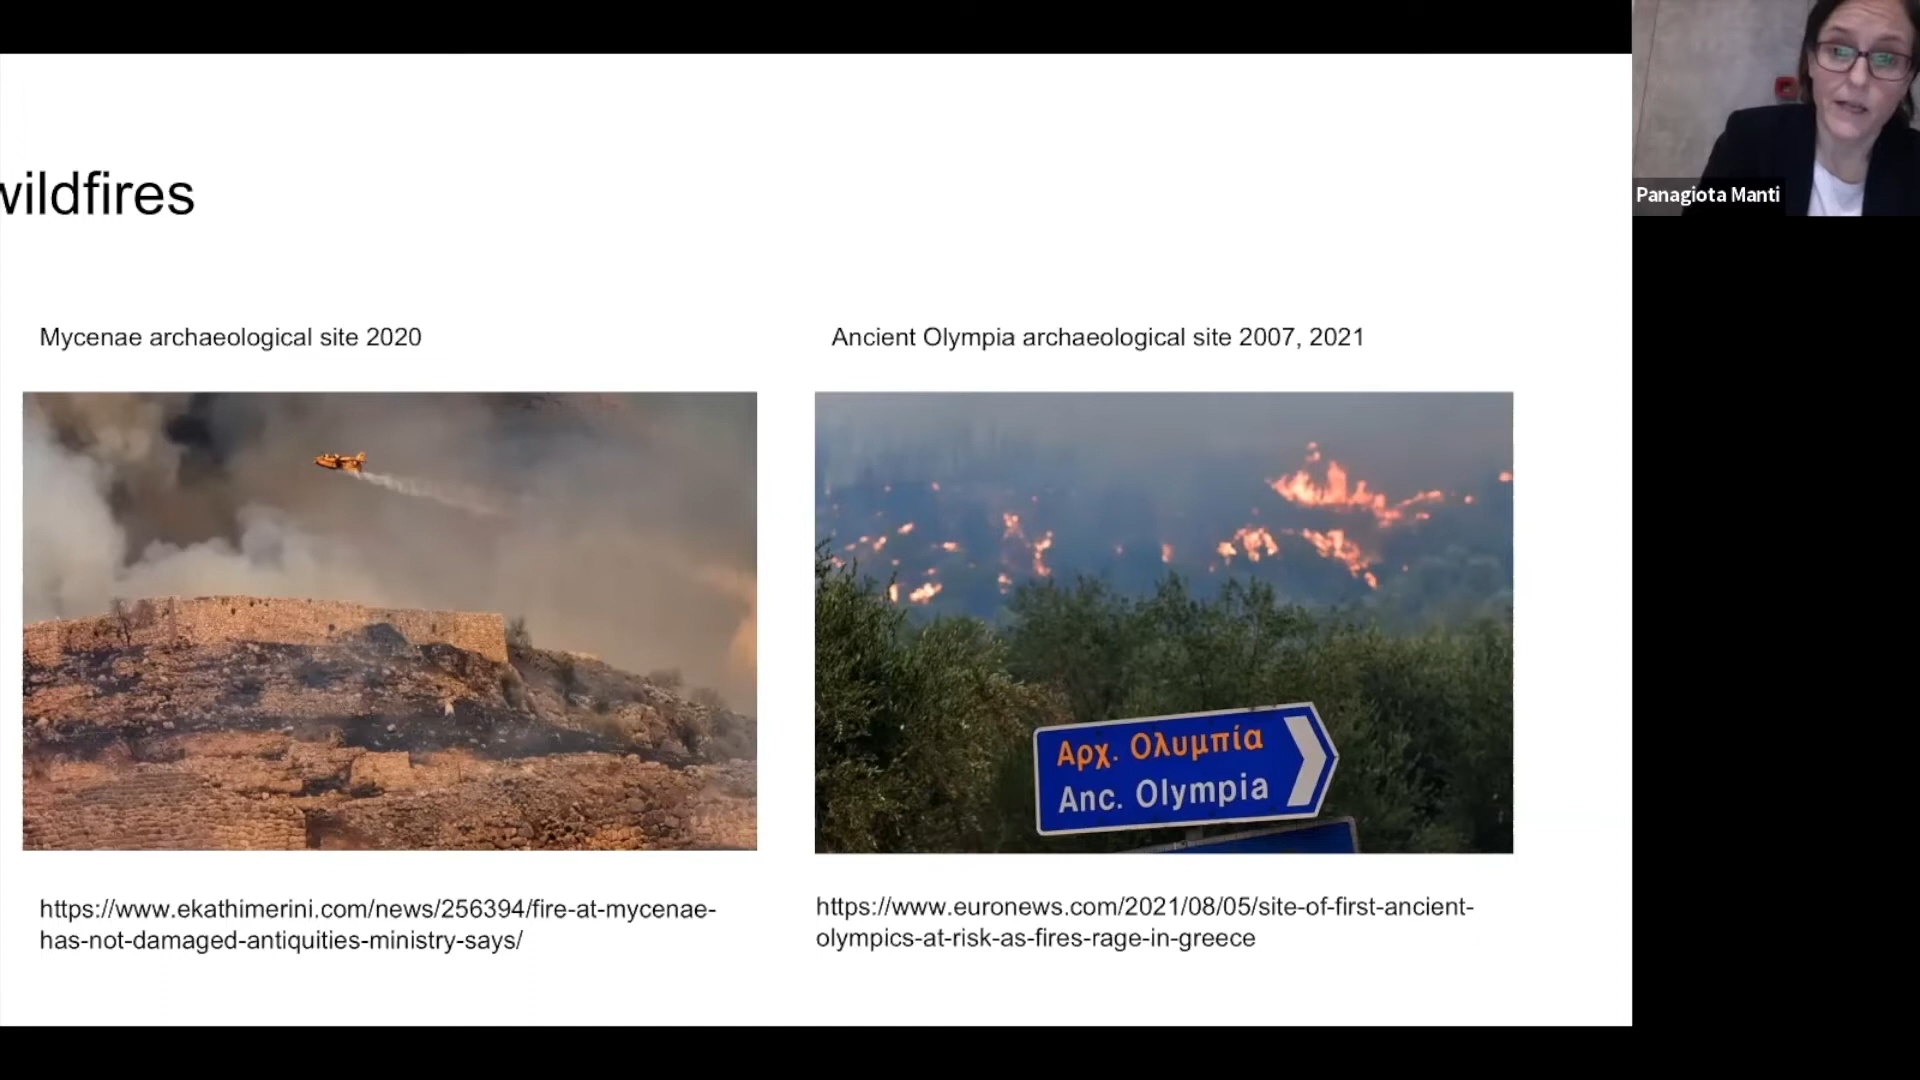 wildfires
Panagiota Manti
Mycenae archaeological site 2020
Ancient Olympia archaeological site 2007, 2021
Αρχ. Ολυμπία
Anc. Olympia
https://www.ekathimerini.com/news/256394/fire-at-mycenae-
has-not-damaged-antiquities-ministry-says/
https://www.euronews.com/2021/08/05/site-of-first-ancient-
olympics-at-risk-as-fires-rage-in-greece